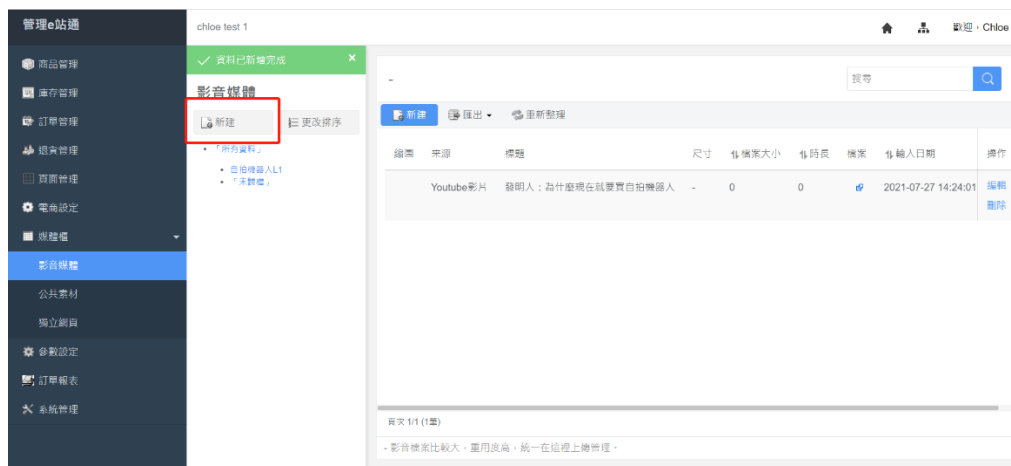 管理e站通
chloe test 1
歡迎，Chloe
商品管理
庫存管理
訂單管理
退貨管理
頁面管理
電商設定
媒體櫃
影音媒體
公共素材
獨立網頁
參數設定
訂單報表
系統管理
資料已新增完成 ×
影音媒體
新建 更改排序
「所有資料」
自拍機器人L1
「未歸檔」
-
搜尋
新建 匯出 重新整理
縮圖 來源 標題 尺寸 檔案大小 時長 檔案 輸入日期 操作
Youtube影片 發明人：為什麼現在就要買自拍機器人 - 0 0 2021-07-27 14:24:01 編輯
刪除
頁次 1/1 (1筆)
- 影音檔案比較大，重用度高，統一在這裡上傳管理。